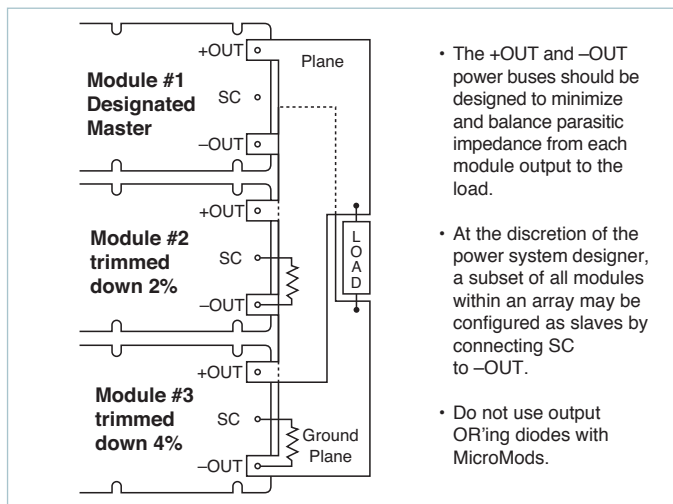 +OUT
Plane
Module #1
Designated
Master
SC
–OUT
+OUT
Module #2
trimmed
down 2%
SC
–OUT
L
O
A
D
+OUT
Module #3
trimmed
down 4%
SC
Ground
Plane
–OUT
• The +OUT and –OUT
power buses should be
designed to minimize
and balance parasitic
impedance from each
module output to the
load.
• At the discretion of the
power system designer,
a subset of all modules
within an array may be
configured as slaves by
connecting SC
to –OUT.
• Do not use output
OR'ing diodes with
MicroMods.